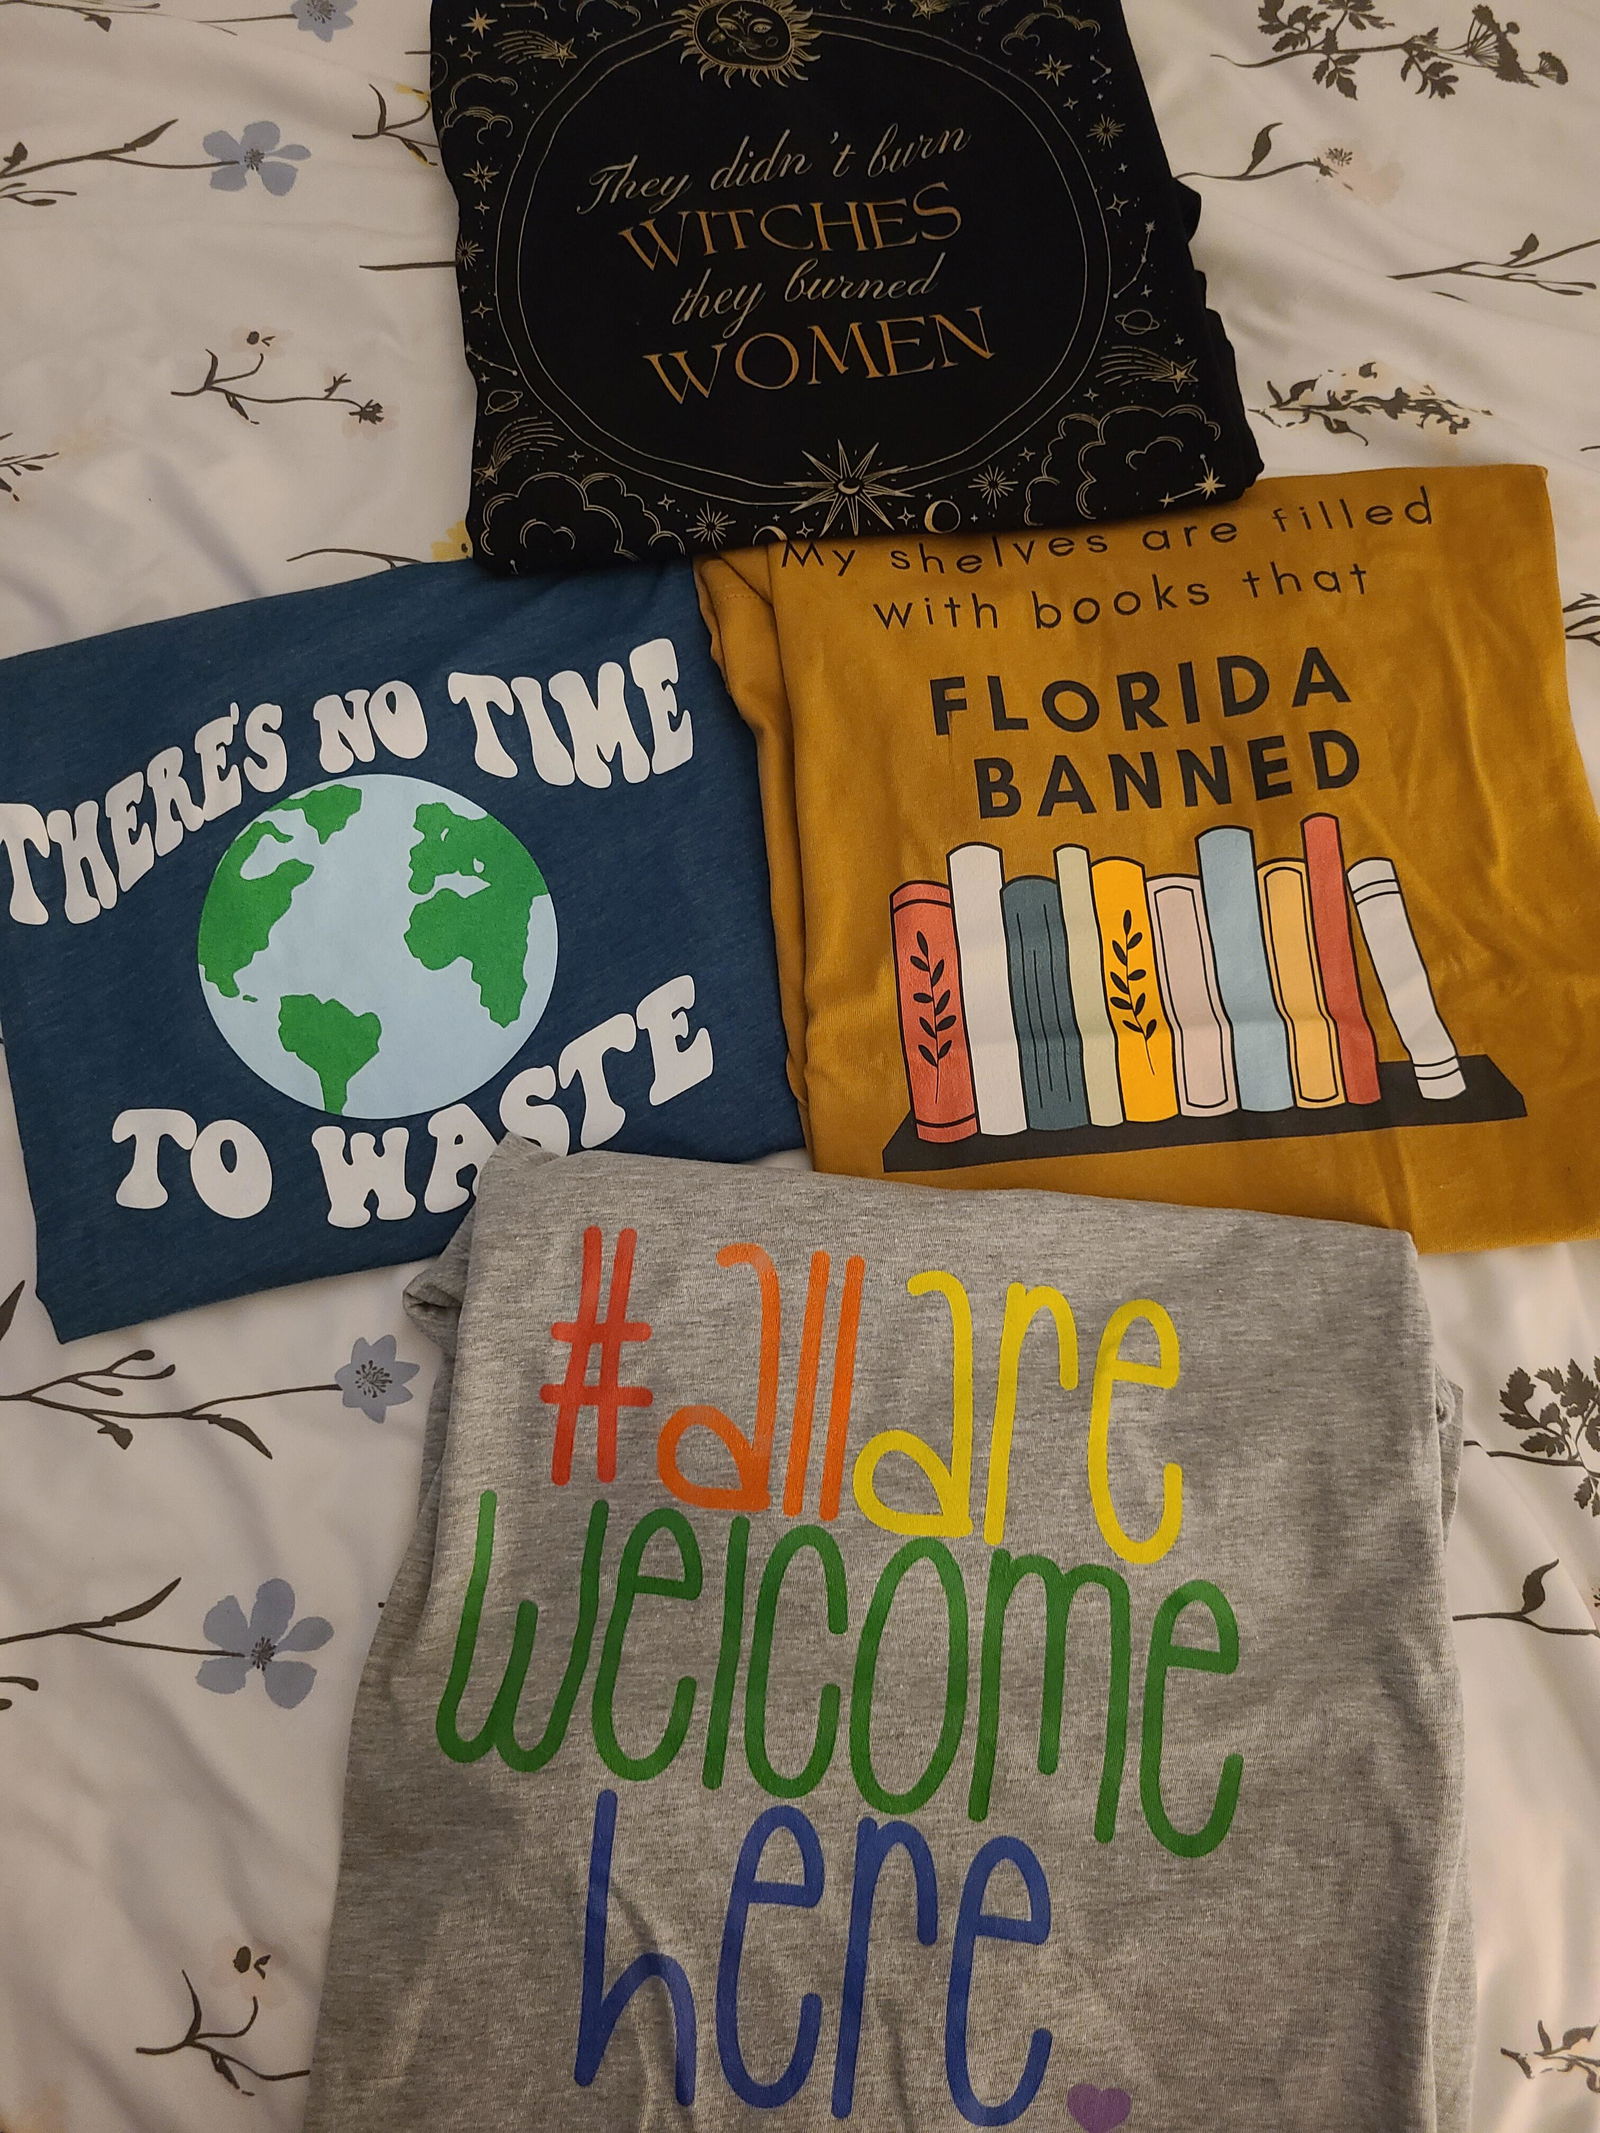 They didn't burn
WITCHES
they burned
WOMEN
THERE'S NO TIME
TO WASTE
My shelves are filled
with books that
FLORIDA
BANNED
#allare
welcome
here.